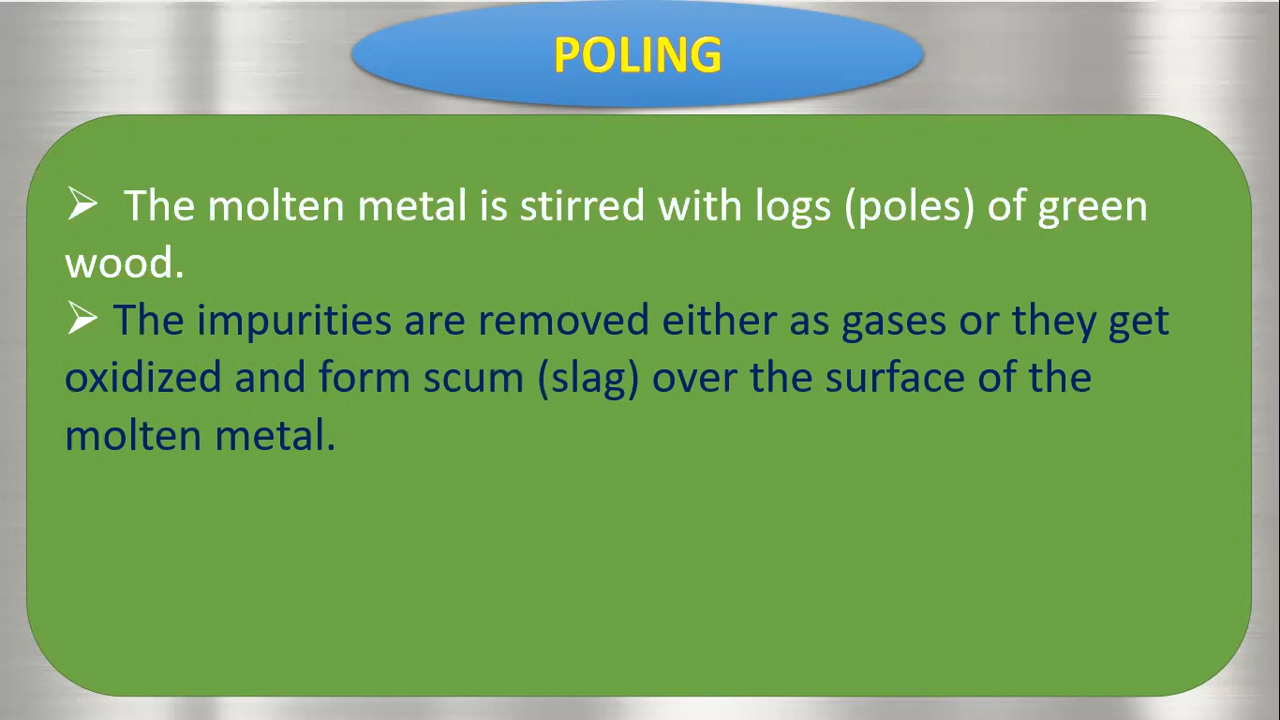 POLING
➢ The molten metal is stirred with logs (poles) of green
wood.
➢ The impurities are removed either as gases or they get
oxidized and form scum (slag) over the surface of the
molten metal.